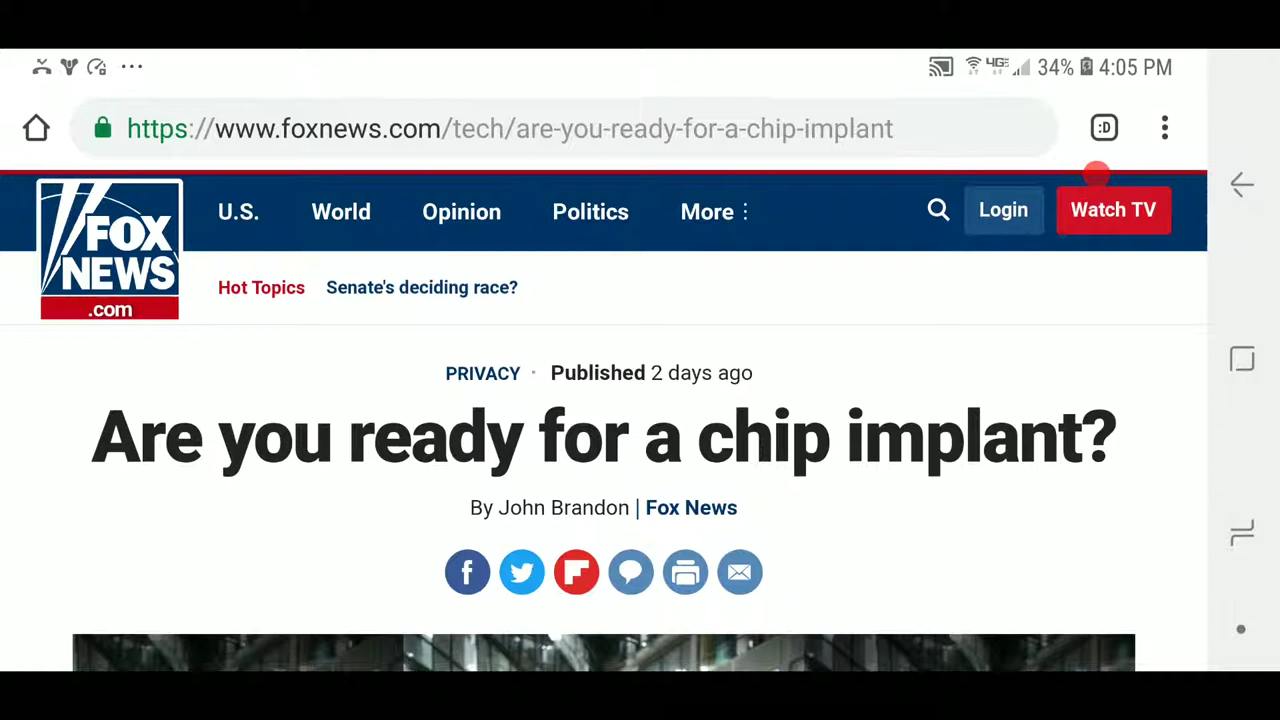 34% 4:05 PM
https://www.foxnews.com/tech/are-you-ready-for-a-chip-implant :D
FOX NEWS .com
U.S. World Opinion Politics More Login Watch TV
Hot Topics Senate's deciding race?
PRIVACY · Published 2 days ago
Are you ready for a chip implant?
By John Brandon | Fox News